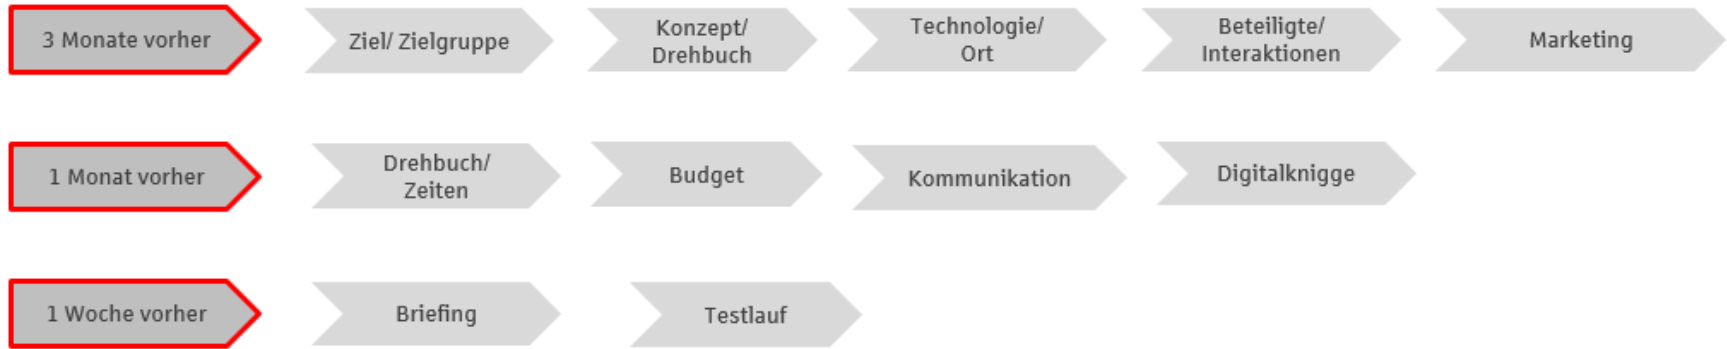 3 Monate vorher
Ziel/ Zielgruppe
Konzept/
Drehbuch
Technologie/
Ort
Beteiligte/
Interaktionen
Marketing
1 Monat vorher
Drehbuch/
Zeiten
Budget
Kommunikation
Digitalknigge
1 Woche vorher
Briefing
Testlauf